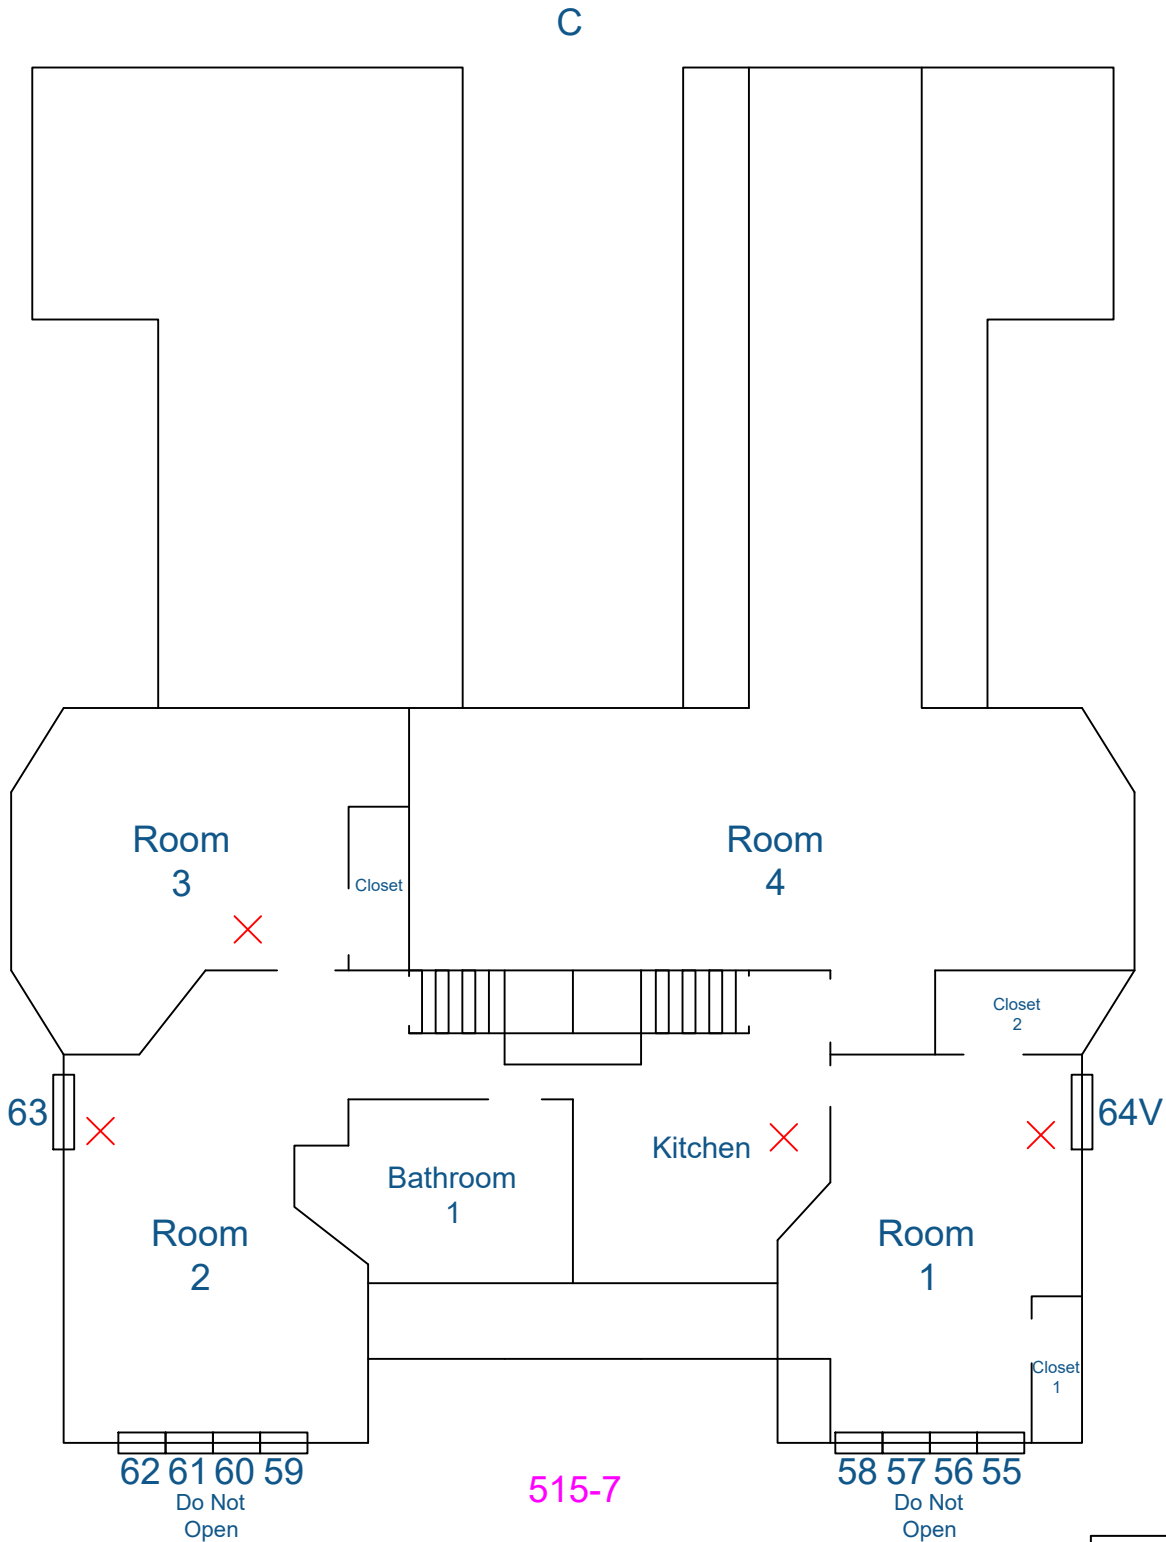 C
Room
3
Closet
Room
4
Closet
2
63
64V
Kitchen
Bathroom
1
Room
2
Room
1
Closet
1
62 61 60 59
58 57 56 55
Do Not
Open
515-7
Do Not
Open